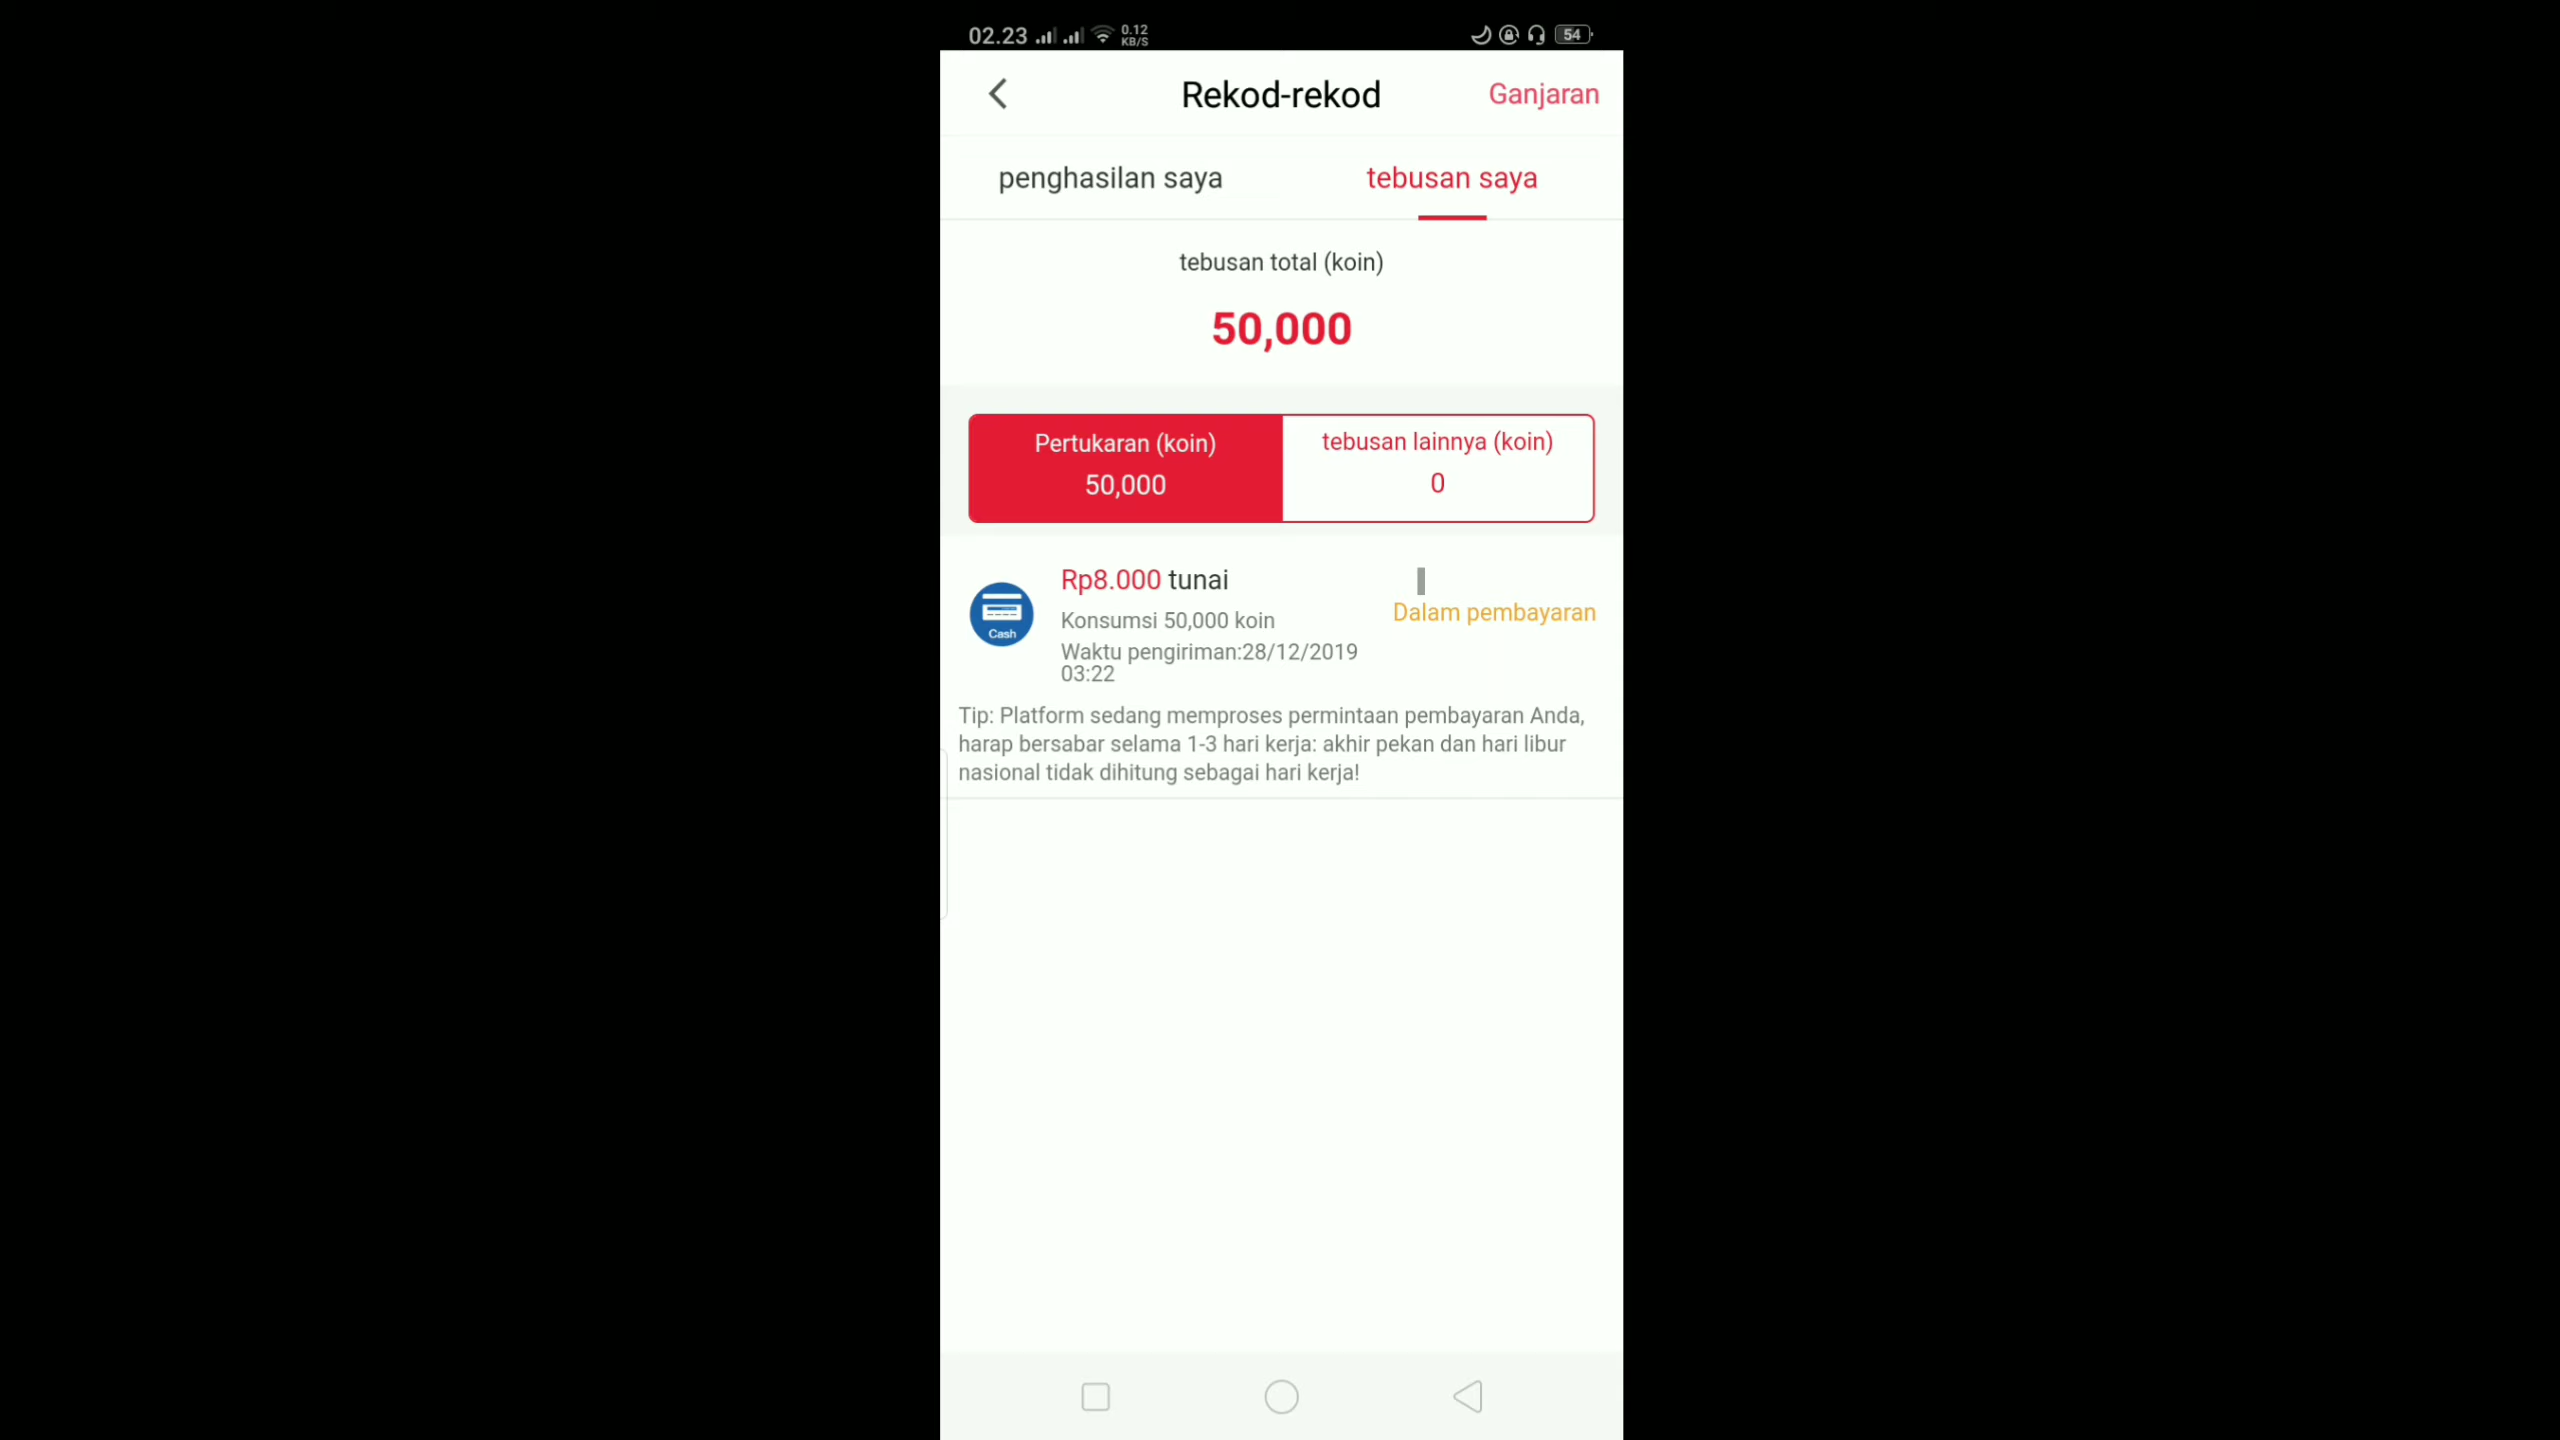 02.23 0.12 KB/S 54
Rekod-rekod Ganjaran
penghasilan saya tebusan saya
tebusan total (koin)
50,000
Pertukaran (koin) tebusan lainnya (koin)
50,000 0
Rp8.000 tunai
Dalam pembayaran
Cash
Konsumsi 50,000 koin
Waktu pengiriman:28/12/2019
03:22
Tip: Platform sedang memproses permintaan pembayaran Anda,
harap bersabar selama 1-3 hari kerja: akhir pekan dan hari libur
nasional tidak dihitung sebagai hari kerja!